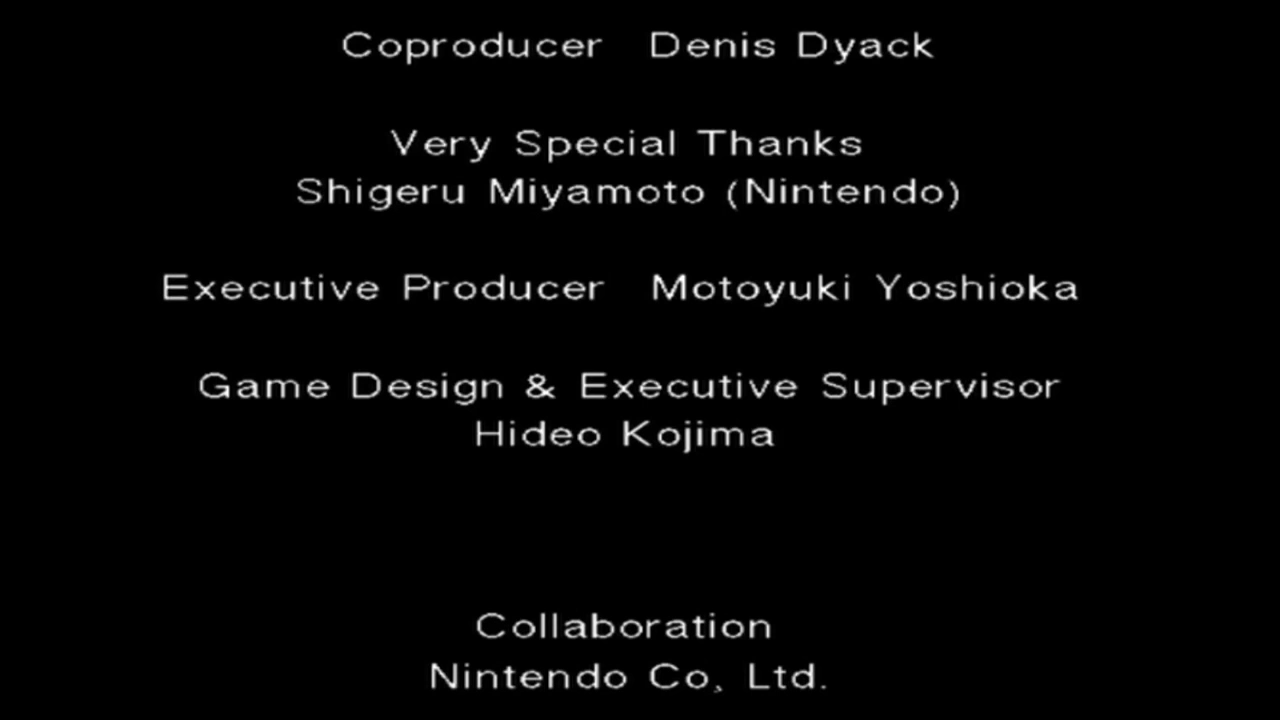 Coproducer Denis Dyack
Very Special Thanks
Shigeru Miyamoto (Nintendo)
Executive Producer Motoyuki Yoshioka
Game Design & Executive Supervisor
Hideo Kojima
Collaboration
Nintendo Co, Ltd.